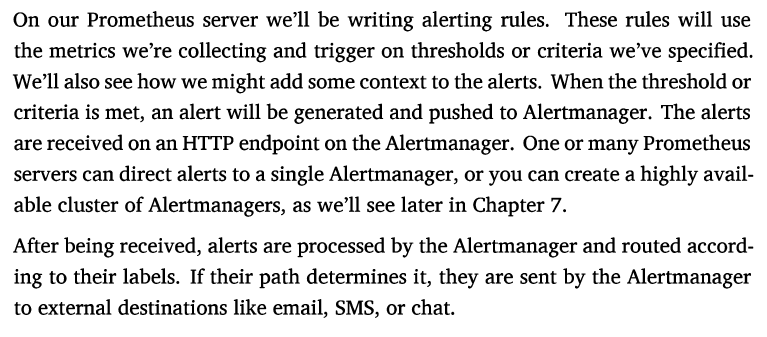 On our Prometheus server we’ll be writing alerting rules. These rules will use
the metrics we’re collecting and trigger on thresholds or criteria we’ve specified.
We’ll also see how we might add some context to the alerts. When the threshold or
criteria is met, an alert will be generated and pushed to Alertmanager. The alerts
are received on an HTTP endpoint on the Alertmanager. One or many Prometheus
servers can direct alerts to a single Alertmanager, or you can create a highly avail-
able cluster of Alertmanagers, as we’ll see later in Chapter 7.
After being received, alerts are processed by the Alertmanager and routed accord-
ing to their labels. If their path determines it, they are sent by the Alertmanager
to external destinations like email, SMS, or chat.